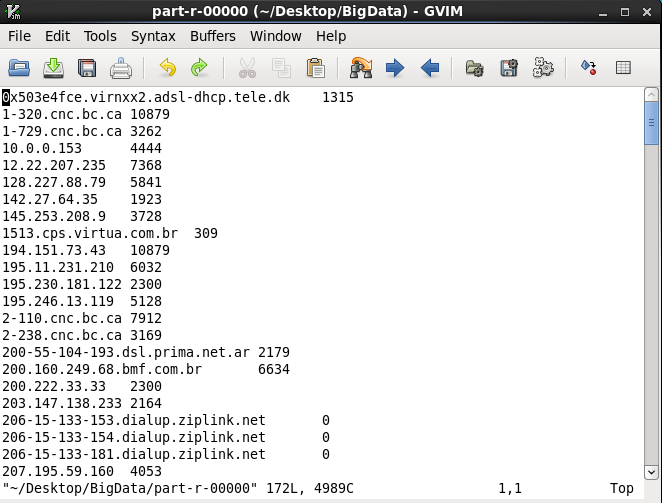 part-r-00000 (~/Desktop/BigData) - GVIM
File Edit Tools Syntax Buffers Window Help
0x503e4fce.virnxx2.adsl-dhcp.tele.dk 1315
1-320.cnc.bc.ca 10879
1-729.cnc.bc.ca 3262
10.0.0.153 4444
12.22.207.235 7368
128.227.88.79 5841
142.27.64.35 1923
145.253.208.9 3728
1513.cps.virtua.com.br 309
194.151.73.43 10879
195.11.231.210 6032
195.230.181.122 2300
195.246.13.119 5128
2-110.cnc.bc.ca 7912
2-238.cnc.bc.ca 3169
200-55-104-193.dsl.prima.net.ar 2179
200.160.249.68.bmf.com.br 6634
200.222.33.33 2300
203.147.138.233 2164
206-15-133-153.dialup.ziplink.net 0
206-15-133-154.dialup.ziplink.net 0
206-15-133-181.dialup.ziplink.net 0
207.195.59.160 4053
"~/Desktop/BigData/part-r-00000" 172L, 4989C 1,1 Top